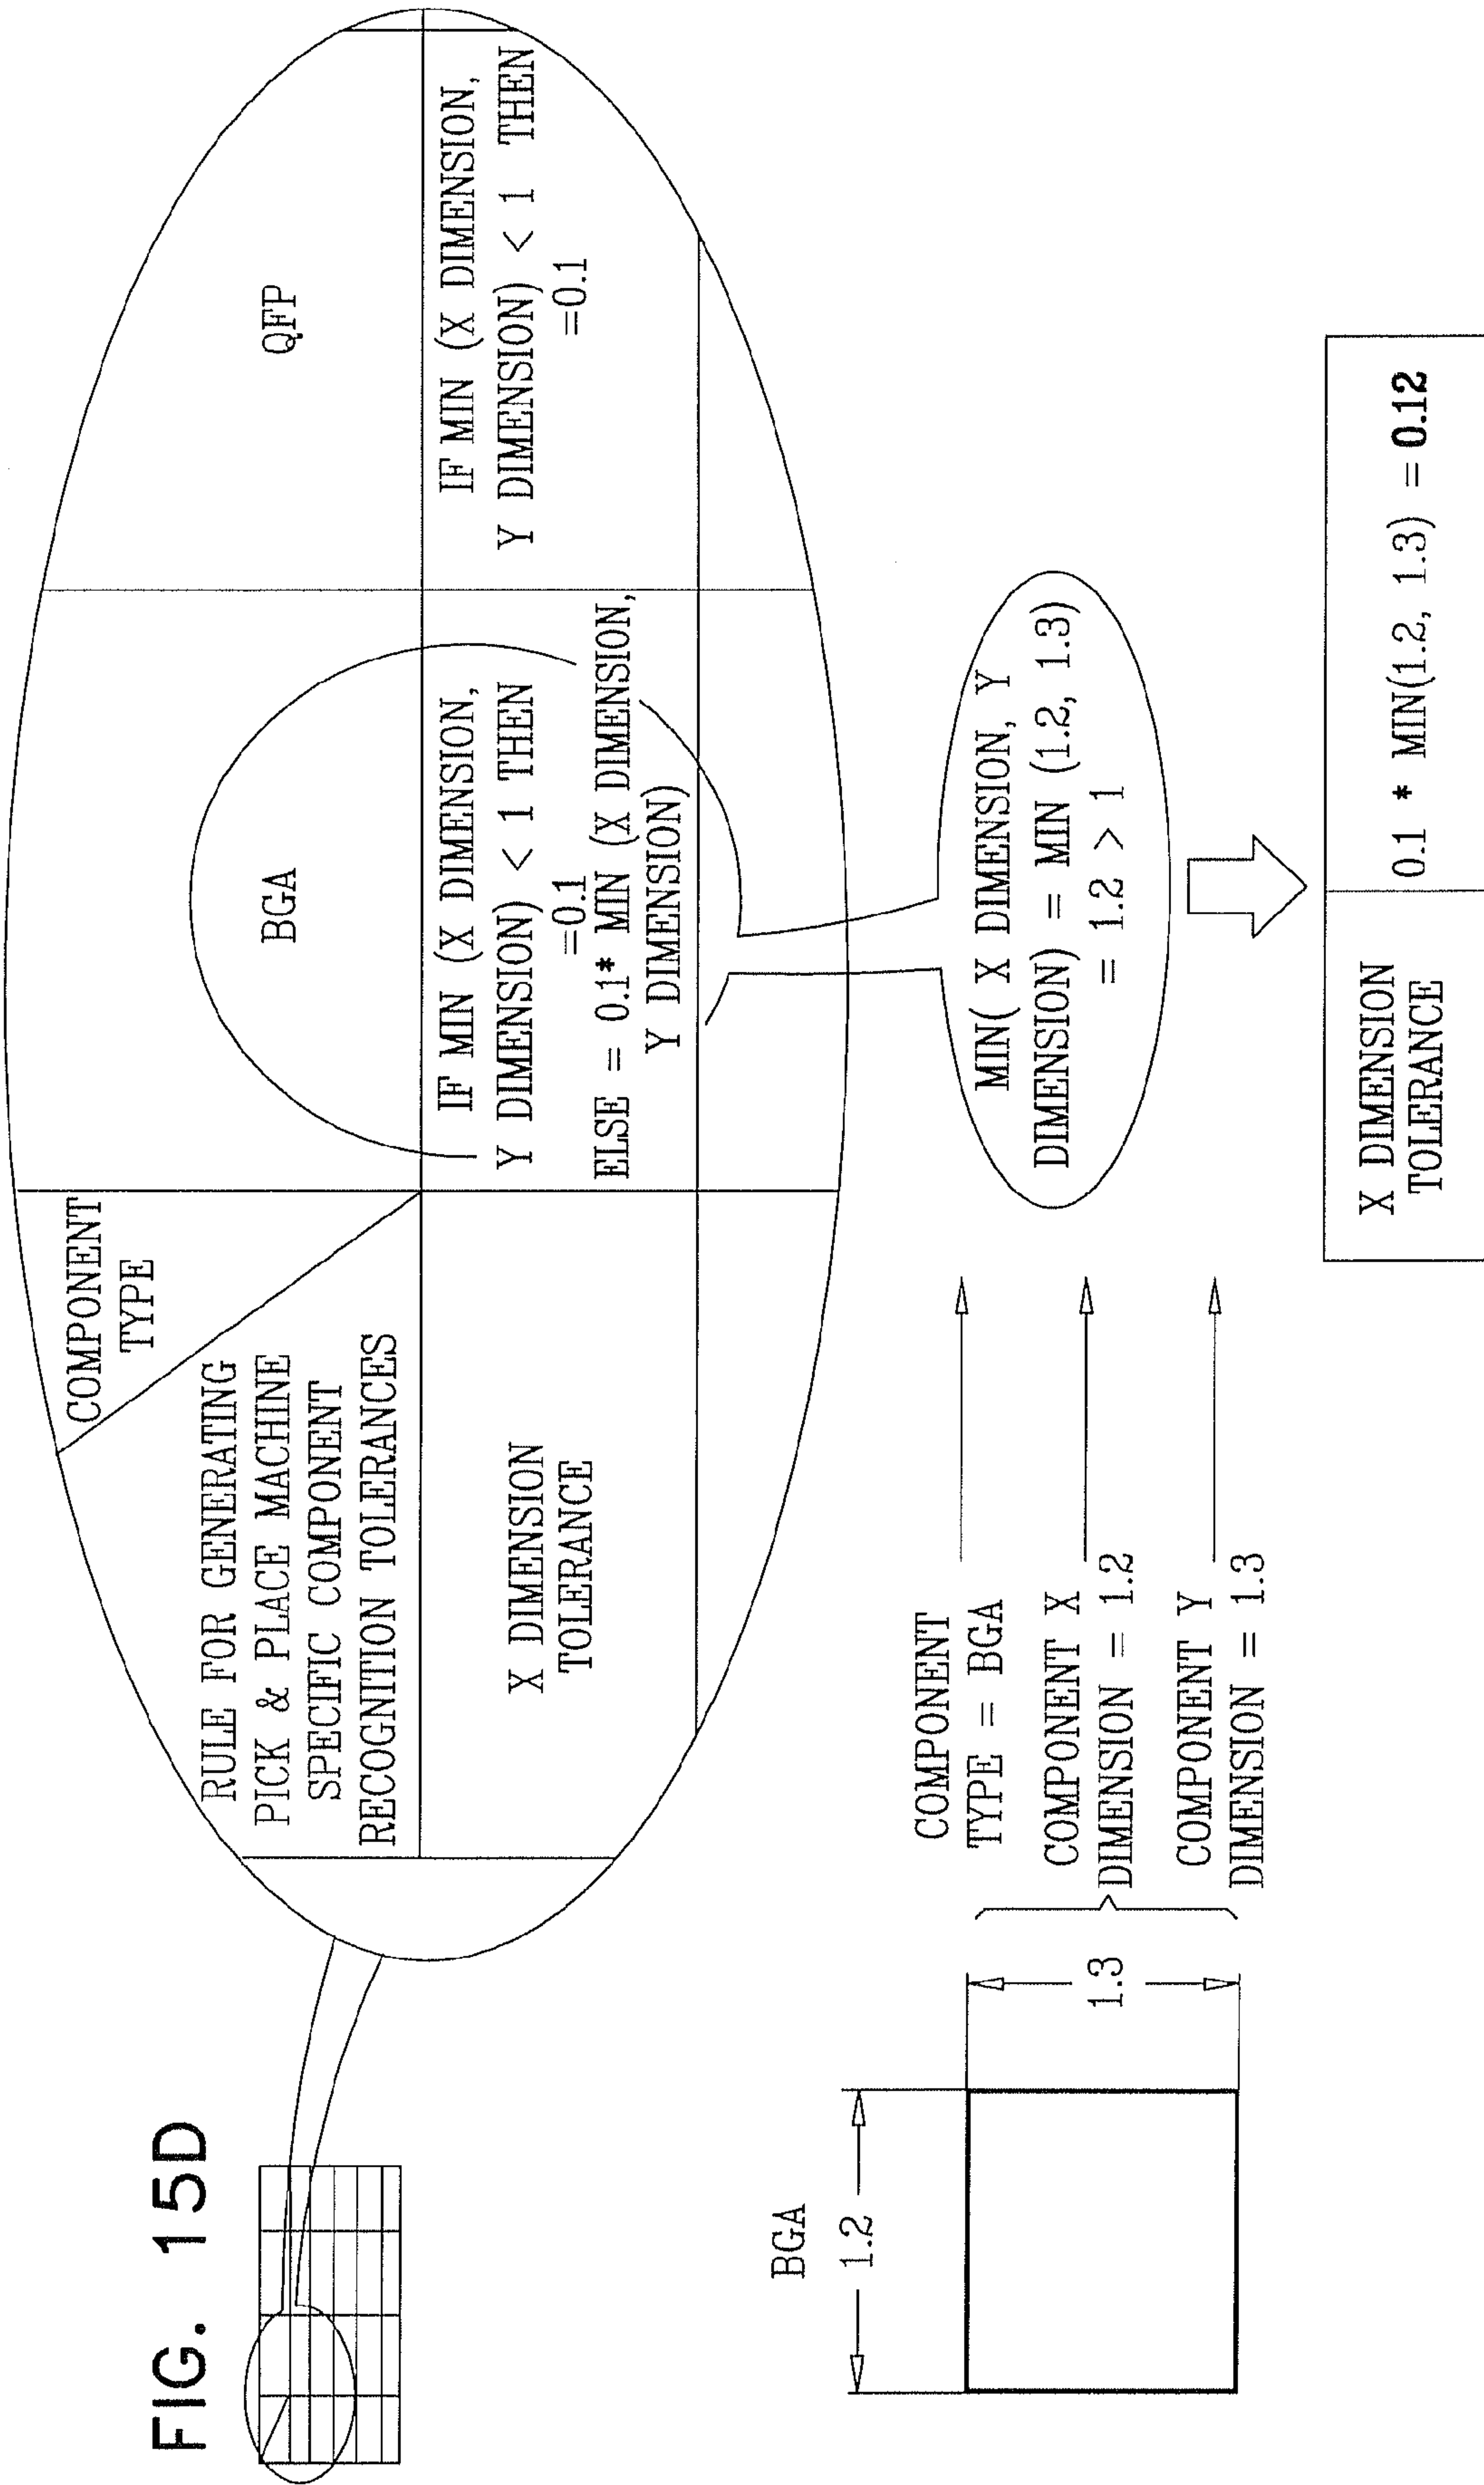 FIG. 15D
COMPONENT
TYPE
RULE FOR GENERATING
PICK & PLACE MACHINE
SPECIFIC COMPONENT
RECOGNITION TOLERANCES
BGA
QFP
X DIMENSION
TOLERANCE
IF MIN (X DIMENSION,
Y DIMENSION) < 1 THEN
=0.1
ELSE = 0.1* MIN (X DIMENSION,
Y DIMENSION)
IF MIN (X DIMENSION,
Y DIMENSION) < 1 THEN
=0.1
BGA
1.2
1.3
COMPONENT
TYPE = BGA
COMPONENT X
DIMENSION = 1.2
COMPONENT Y
DIMENSION = 1.3
MIN( X DIMENSION, Y
DIMENSION) = MIN (1.2, 1.3)
= 1.2 > 1
X DIMENSION
TOLERANCE
0.1 * MIN(1.2, 1.3) = 0.12